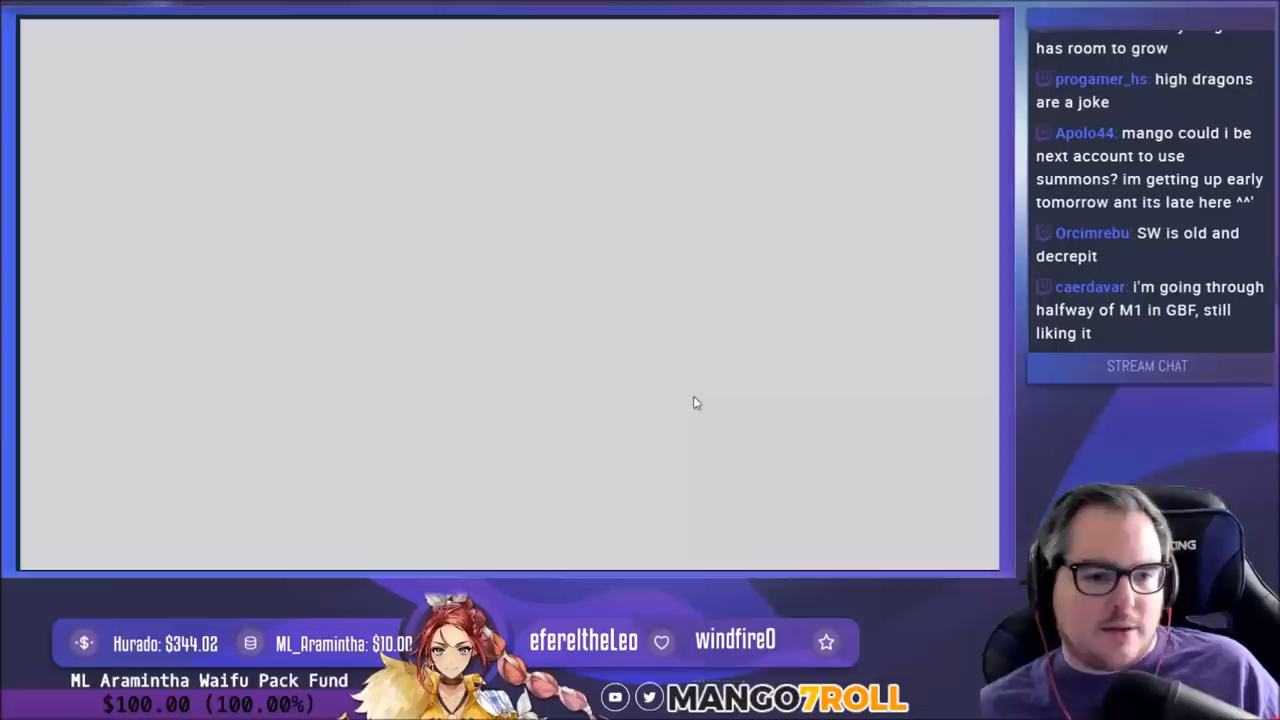 has room to grow
progamer_hs: high dragons
are a joke
Apolo44: mango could i be
next account to use
summons? im getting up early
tomorrow ant its late here ^^'
Orcimrebu: SW is old and
decrepit
caerdavar: i'm going through
halfway of M1 in GBF, still
liking it
STREAM CHAT
KING
Hurado: $344.02
ML_Aramintha: $10.00
efereltheLeo
windfire0
ML Aramintha Waifu Pack Fund
$100.00 (100.00%)
MANGO7ROLL